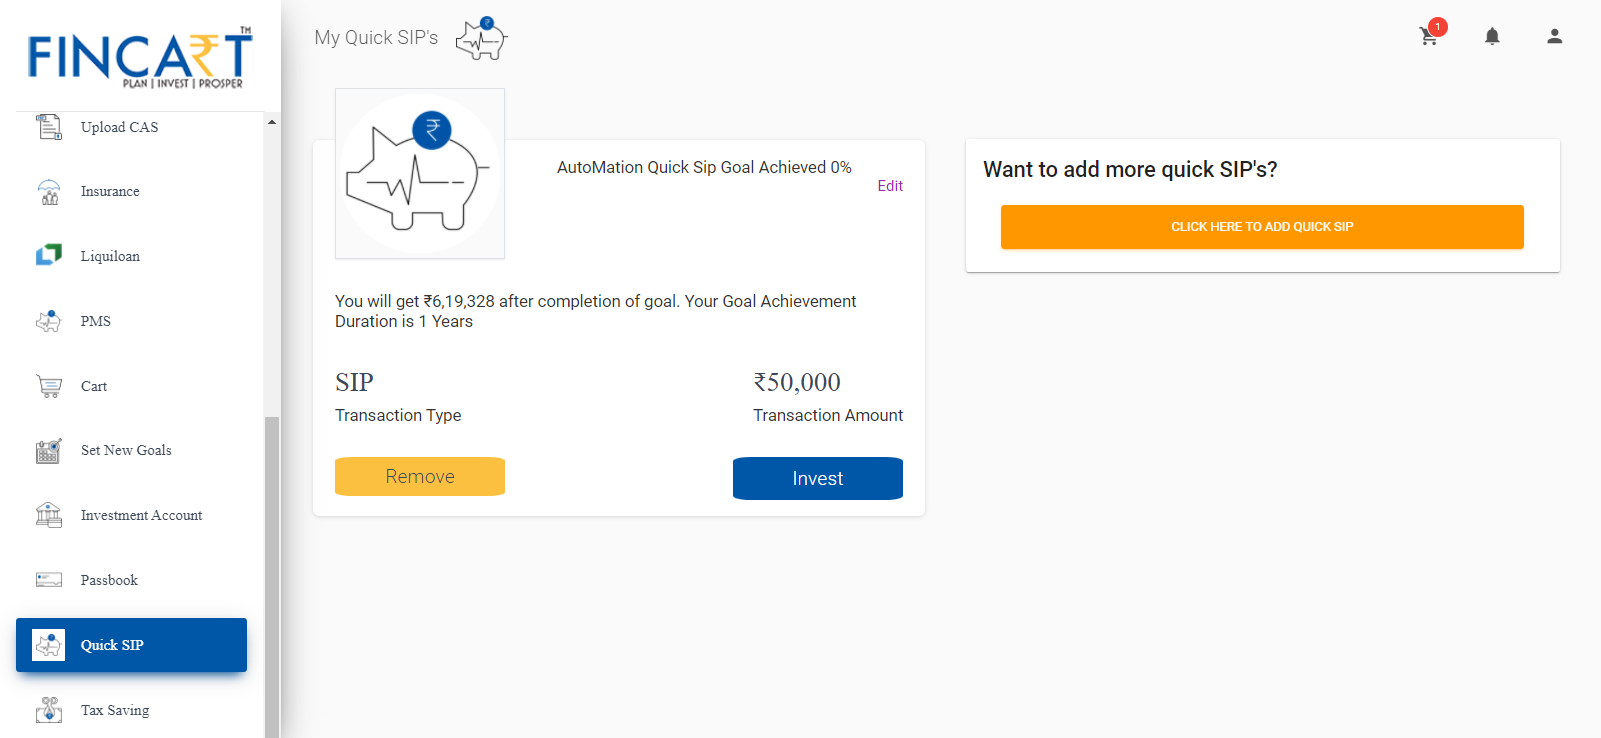 FINCART™
PLAN | INVEST | PROSPER
Upload CAS
Insurance
Liquiloan
PMS
Cart
Set New Goals
Investment Account
Passbook
Quick SIP
Tax Saving
My Quick SIP's
1
AutoMation Quick Sip Goal Achieved 0%
Edit
You will get ₹6,19,328 after completion of goal. Your Goal Achievement
Duration is 1 Years
SIP
Transaction Type
₹50,000
Transaction Amount
Remove
Invest
Want to add more quick SIP's?
CLICK HERE TO ADD QUICK SIP